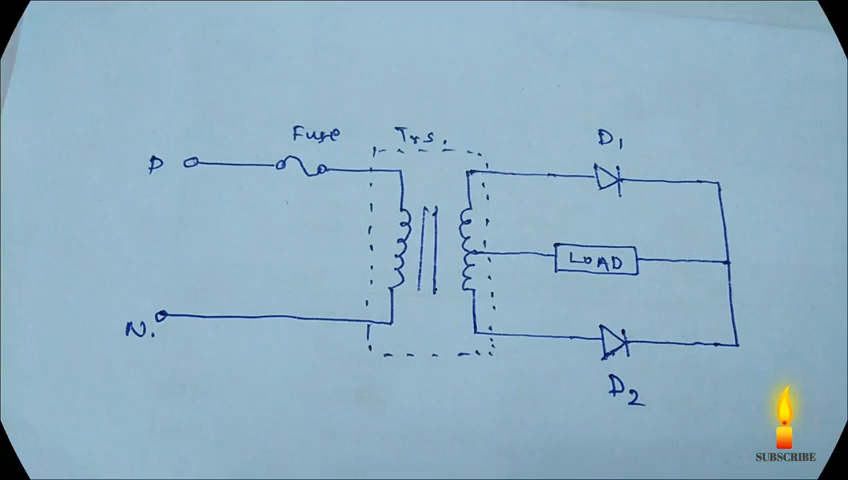 Fuse
Trs.
D1
P
LOAD
N.
D2
SUBSCRIBE